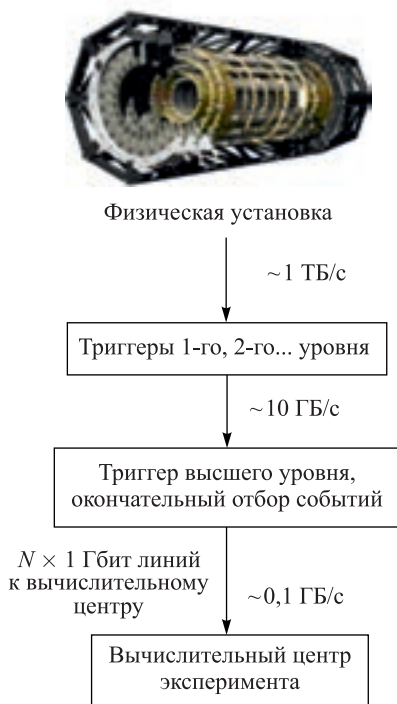 Физическая установка
~1 ТБ/с
Триггеры 1-го, 2-го... уровня
~10 ГБ/с
Триггер высшего уровня,
окончательный отбор событий
N × 1 Гбит линий
к вычислительному
центру
~0,1 ГБ/с
Вычислительный центр
эксперимента